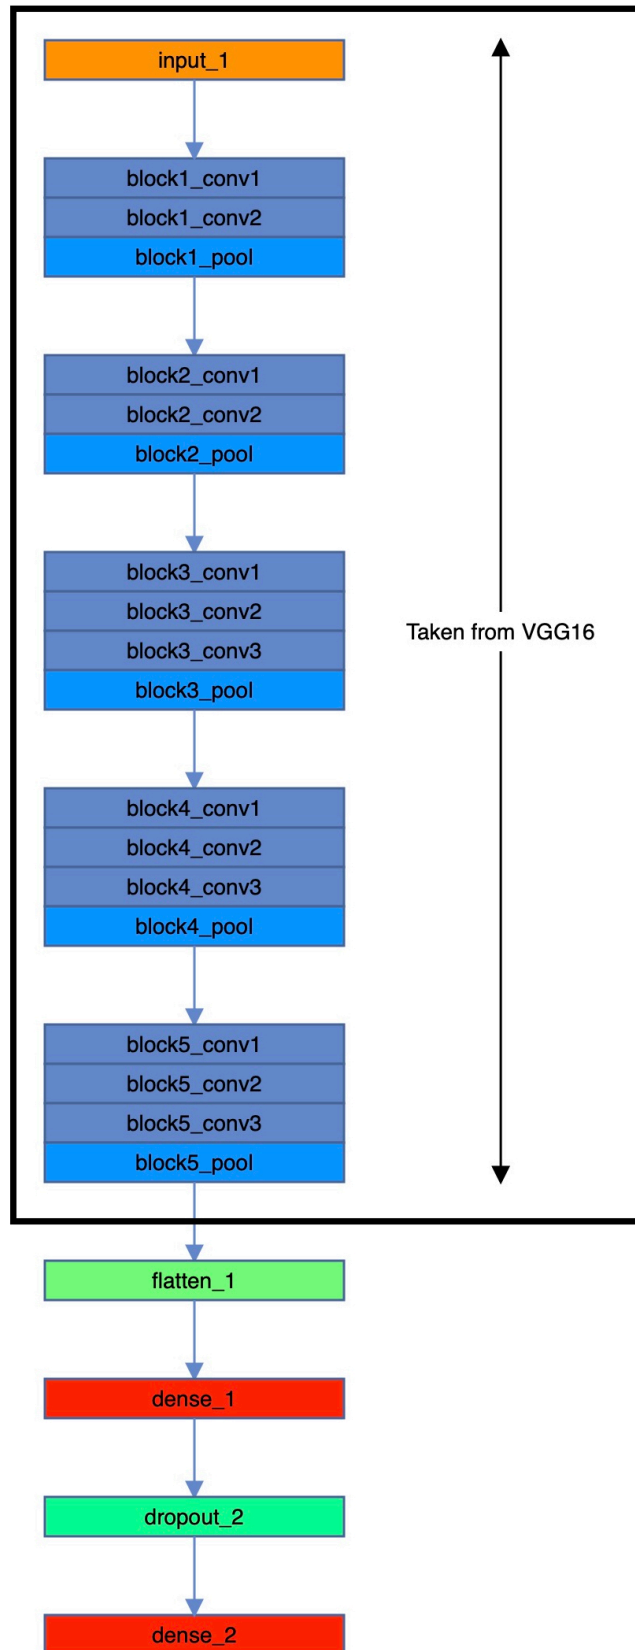 input_1
block1_conv1
block1_conv2
block1_pool
block2_conv1
block2_conv2
block2_pool
block3_conv1
block3_conv2
block3_conv3
block3_pool
Taken from VGG16
block4_conv1
block4_conv2
block4_conv3
block4_pool
block5_conv1
block5_conv2
block5_conv3
block5_pool
flatten_1
dense_1
dropout_2
dense_2